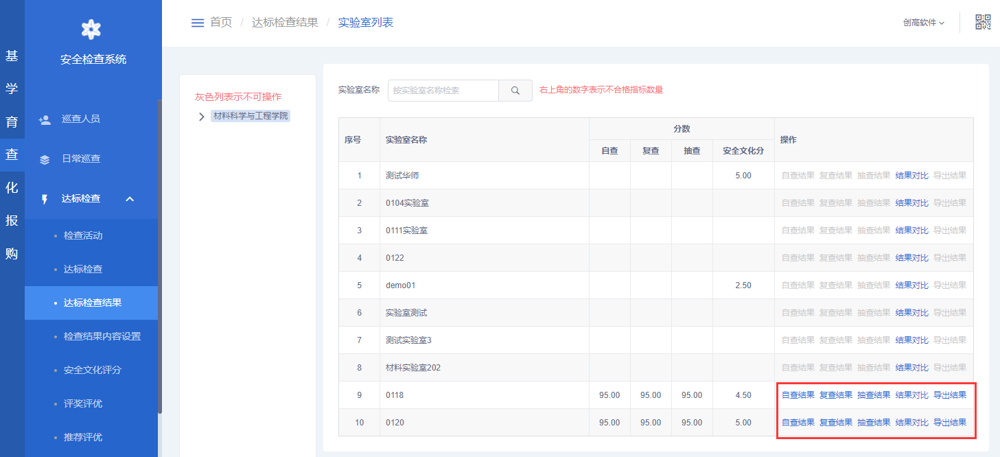 基
学
育
查
化
报
购
安全检查系统
巡查人员
日常巡查
达标检查
检查活动
达标检查
达标检查结果
检查结果内容设置
安全文化评分
评奖评优
推荐评优
首页 / 达标检查结果 / 实验室列表
创高软件
灰色列表示不可操作
材料科学与工程学院
实验室名称 按实验室名称检索 右上角的数字表示不合格指标数量
序号 实验室名称 分数 操作
自查 复查 抽查 安全文化分
1 测试华师 5.00 自查结果 复查结果 抽查结果 结果对比 导出结果
2 0104实验室 自查结果 复查结果 抽查结果 结果对比 导出结果
3 0111实验室 自查结果 复查结果 抽查结果 结果对比 导出结果
4 0122 自查结果 复查结果 抽查结果 结果对比 导出结果
5 demo01 2.50 自查结果 复查结果 抽查结果 结果对比 导出结果
6 实验室测试 自查结果 复查结果 抽查结果 结果对比 导出结果
7 测试实验室3 自查结果 复查结果 抽查结果 结果对比 导出结果
8 材料实验室202 自查结果 复查结果 抽查结果 结果对比 导出结果
9 0118 95.00 95.00 95.00 4.50 自查结果 复查结果 抽查结果 结果对比 导出结果
10 0120 95.00 95.00 95.00 5.00 自查结果 复查结果 抽查结果 结果对比 导出结果